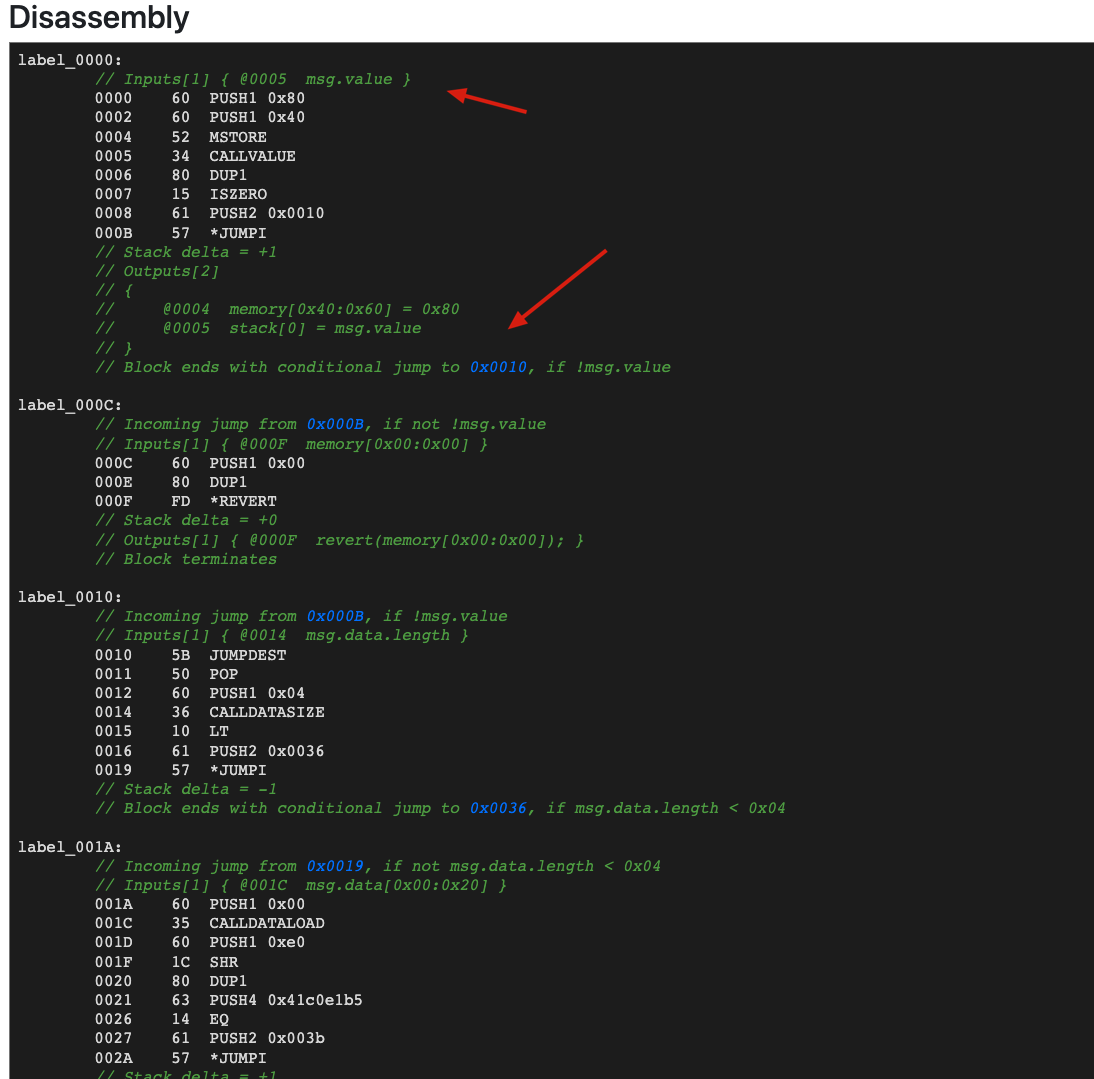 Disassembly
label_0000:
// Inputs[1] { @0005  msg.value }
0000    60  PUSH1 0x80
0002    60  PUSH1 0x40
0004    52  MSTORE
0005    34  CALLVALUE
0006    80  DUP1
0007    15  ISZERO
0008    61  PUSH2 0x0010
000B    57  *JUMPI
// Stack delta = +1
// Outputs[2]
// {
//     @0004  memory[0x40:0x60] = 0x80
//     @0005  stack[0] = msg.value
// }
// Block ends with conditional jump to 0x0010, if !msg.value
label_000C:
// Incoming jump from 0x000B, if not !msg.value
// Inputs[1] { @000F  memory[0x00:0x00] }
000C    60  PUSH1 0x00
000E    80  DUP1
000F    FD  *REVERT
// Stack delta = +0
// Outputs[1] { @000F  revert(memory[0x00:0x00]); }
// Block terminates
label_0010:
// Incoming jump from 0x000B, if !msg.value
// Inputs[1] { @0014  msg.data.length }
0010    5B  JUMPDEST
0011    50  POP
0012    60  PUSH1 0x04
0014    36  CALLDATASIZE
0015    10  LT
0016    61  PUSH2 0x0036
0019    57  *JUMPI
// Stack delta = -1
// Block ends with conditional jump to 0x0036, if msg.data.length < 0x04
label_001A:
// Incoming jump from 0x0019, if not msg.data.length < 0x04
// Inputs[1] { @001C  msg.data[0x00:0x20] }
001A    60  PUSH1 0x00
001C    35  CALLDATALOAD
001D    60  PUSH1 0xe0
001F    1C  SHR
0020    80  DUP1
0021    63  PUSH4 0x41c0e1b5
0026    14  EQ
0027    61  PUSH2 0x003b
002A    57  *JUMPI
// Stack delta = +1